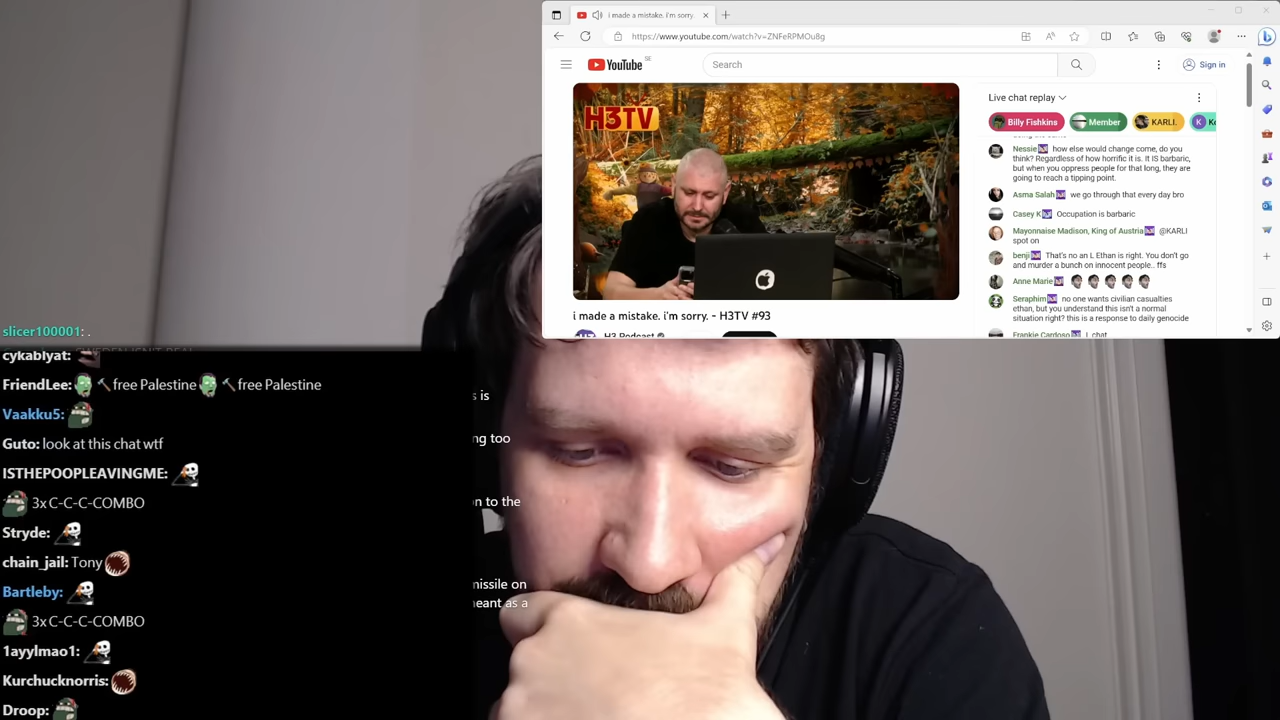 i made a mistake. i'm sorry.
https://www.youtube.com/watch?v=ZNFeRPMOu8g
YouTube SE
Search
Sign in
H3TV
Live chat replay
Billy Fishkins
Member
KARLI.
Nessie how else would change come, do you
think? Regardless of how horrific it is. It IS barbaric,
but when you oppress people for that long, they are
going to reach a tipping point.
Asma Salah we go through that every day bro
Casey K Occupation is barbaric
Mayonnaise Madison, King of Austria @KARLI
spot on
benji That's no an L Ethan is right. You don't go
and murder a bunch on innocent people.. ffs
Anne Marie
Seraphim no one wants civilian casualties
ethan, but you understand this isn't a normal
situation right? this is a response to daily genocide
Frankie Cardoso L chat
i made a mistake. i'm sorry. - H3TV #93
H3 Podcast
slicer100001: .
SWEDEN ISN'T REAL
cykablyat:
FriendLee: free Palestine free Palestine
Vaakku5:
Guto: look at this chat wtf
ISTHEPOOPLEAVINGME:
3x C-C-C-COMBO
Stryde:
chain_jail: Tony
Bartleby:
3x C-C-C-COMBO
1ayylmao1:
Kurchucknorris:
Droop:
is
too
to the
missile on
as a